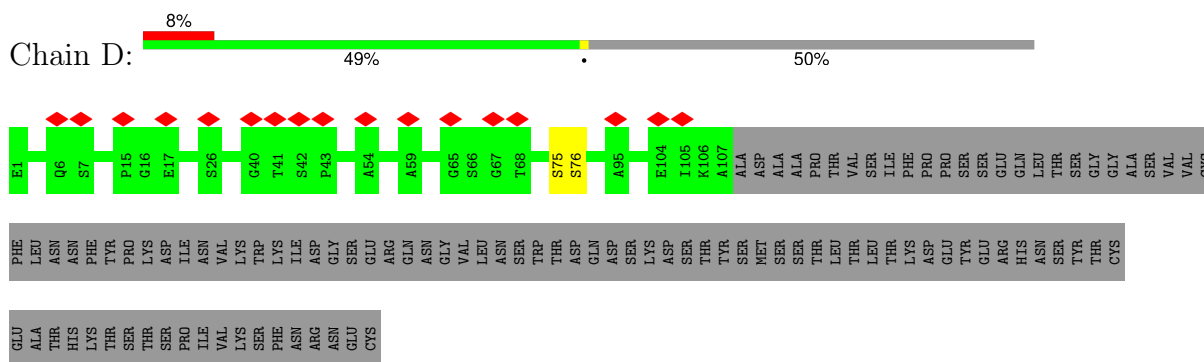 8%
Chain D:
49% • 50%
E1 Q6 S7 P15 G16 E17 S26 G40 T41 S42 P43 A54 A59 G65 S66 G67 T68 S75 S76 A95 E104 I105 K106 A107 ALA ASP ALA ALA PRO THR VAL SER ILE PHE PRO PRO SER SER GLU GLN LEU THR SER GLY GLY ALA SER VAL VAL CYS
PHE LEU ASN ASN PHE TYR PRO LYS ASP ILE ASN VAL LYS TRP LYS ILE ASP GLY SER GLU ARG GLN ASN GLY VAL LEU ASN SER TRP THR ASP GLN ASP SER LYS ASP SER THR TYR SER MET SER SER THR LEU THR LEU THR LYS ASP GLU TYR GLU ARG HIS ASN SER TYR THR CYS
GLU ALA THR HIS LYS THR SER THR SER PRO ILE VAL LYS SER PHE ASN ARG ASN GLU CYS